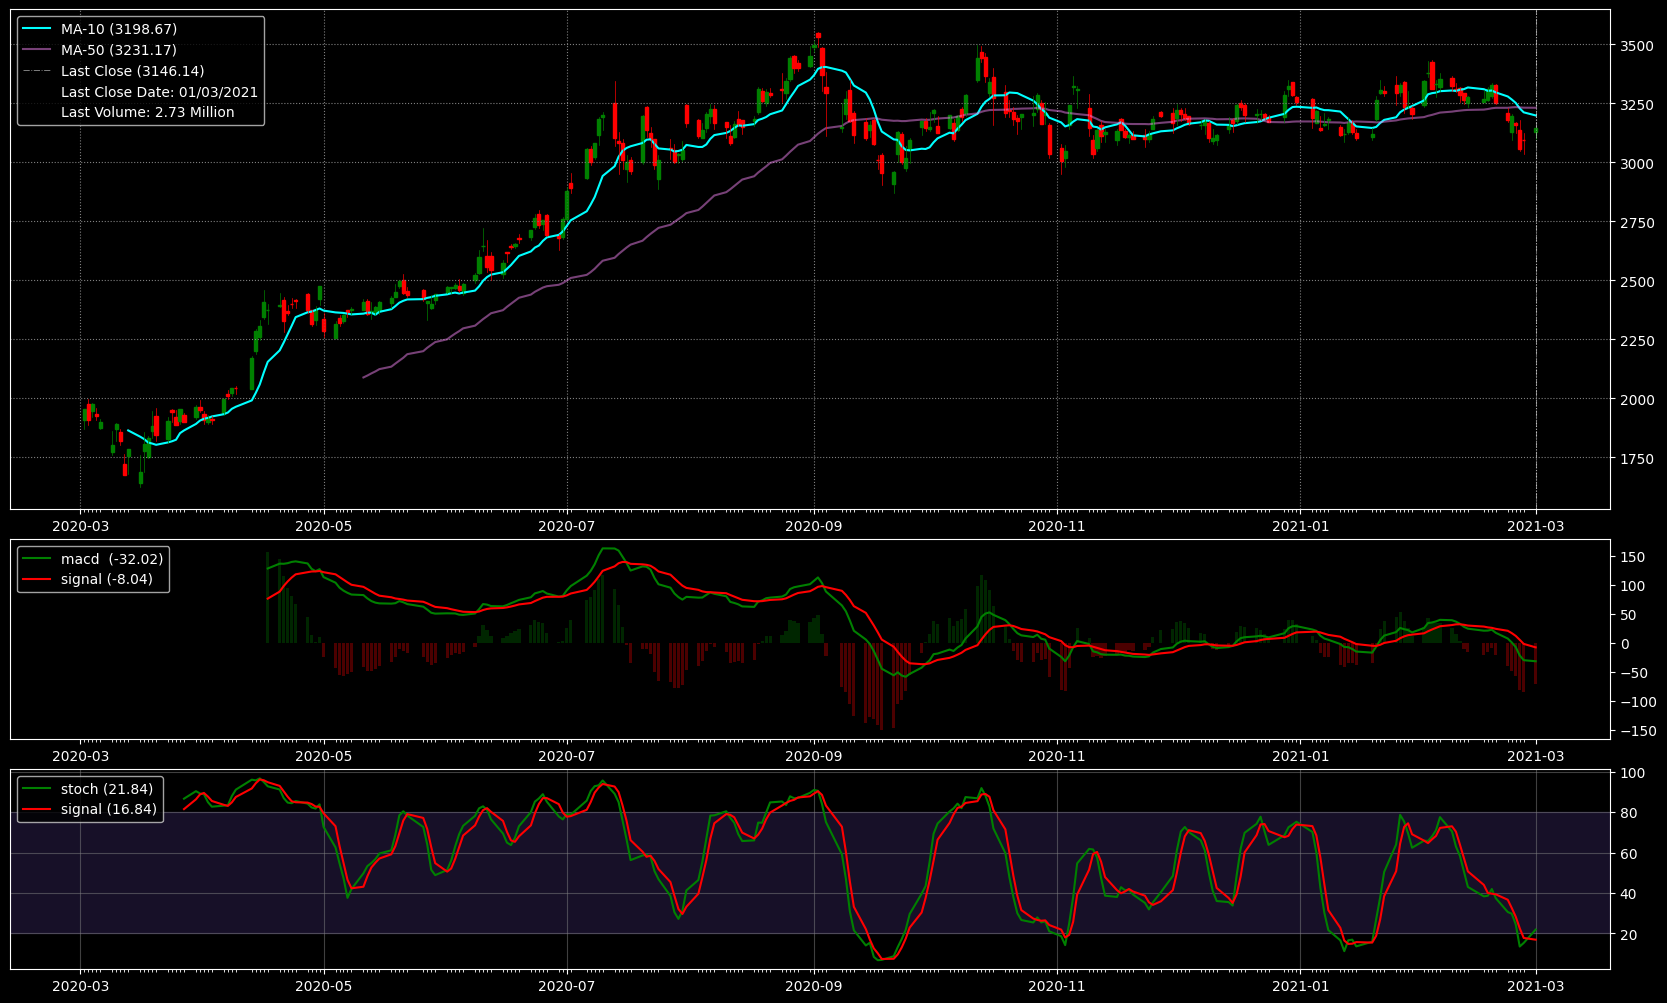 MA-10 (3198.67)
MA-50 (3231.17)
Last Close (3146.14)
Last Close Date: 01/03/2021
Last Volume: 2.73 Million
3500
3250
3000
2750
2500
2250
2000
1750
2020-03 2020-05 2020-07 2020-09 2020-11 2021-01 2021-03
macd  (-32.02)
signal (-8.04)
150
100
50
0
−50
−100
−150
2020-03 2020-05 2020-07 2020-09 2020-11 2021-01 2021-03
stoch (21.84)
signal (16.84)
100
80
60
40
20
2020-03 2020-05 2020-07 2020-09 2020-11 2021-01 2021-03